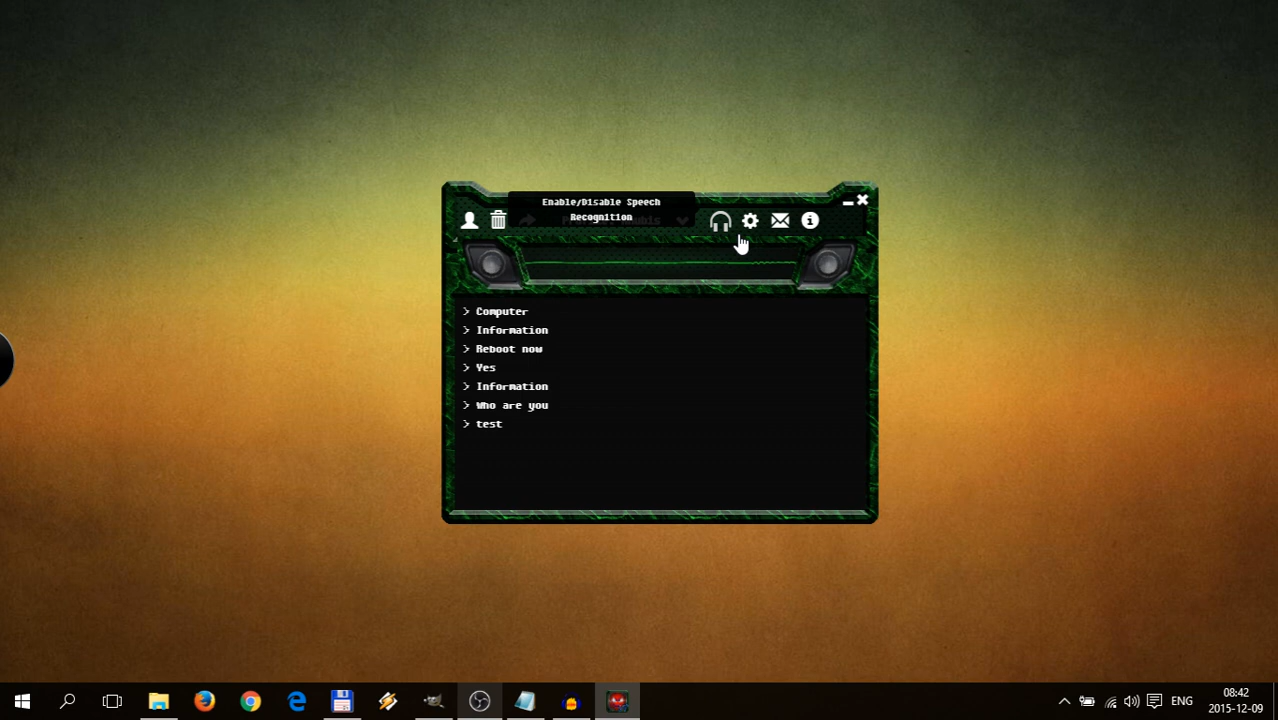 Enable/Disable Speech
Recognition
> Computer
> Information
> Reboot now
> Yes
> Information
> Who are you
> test
ENG
08:42
2015-12-09